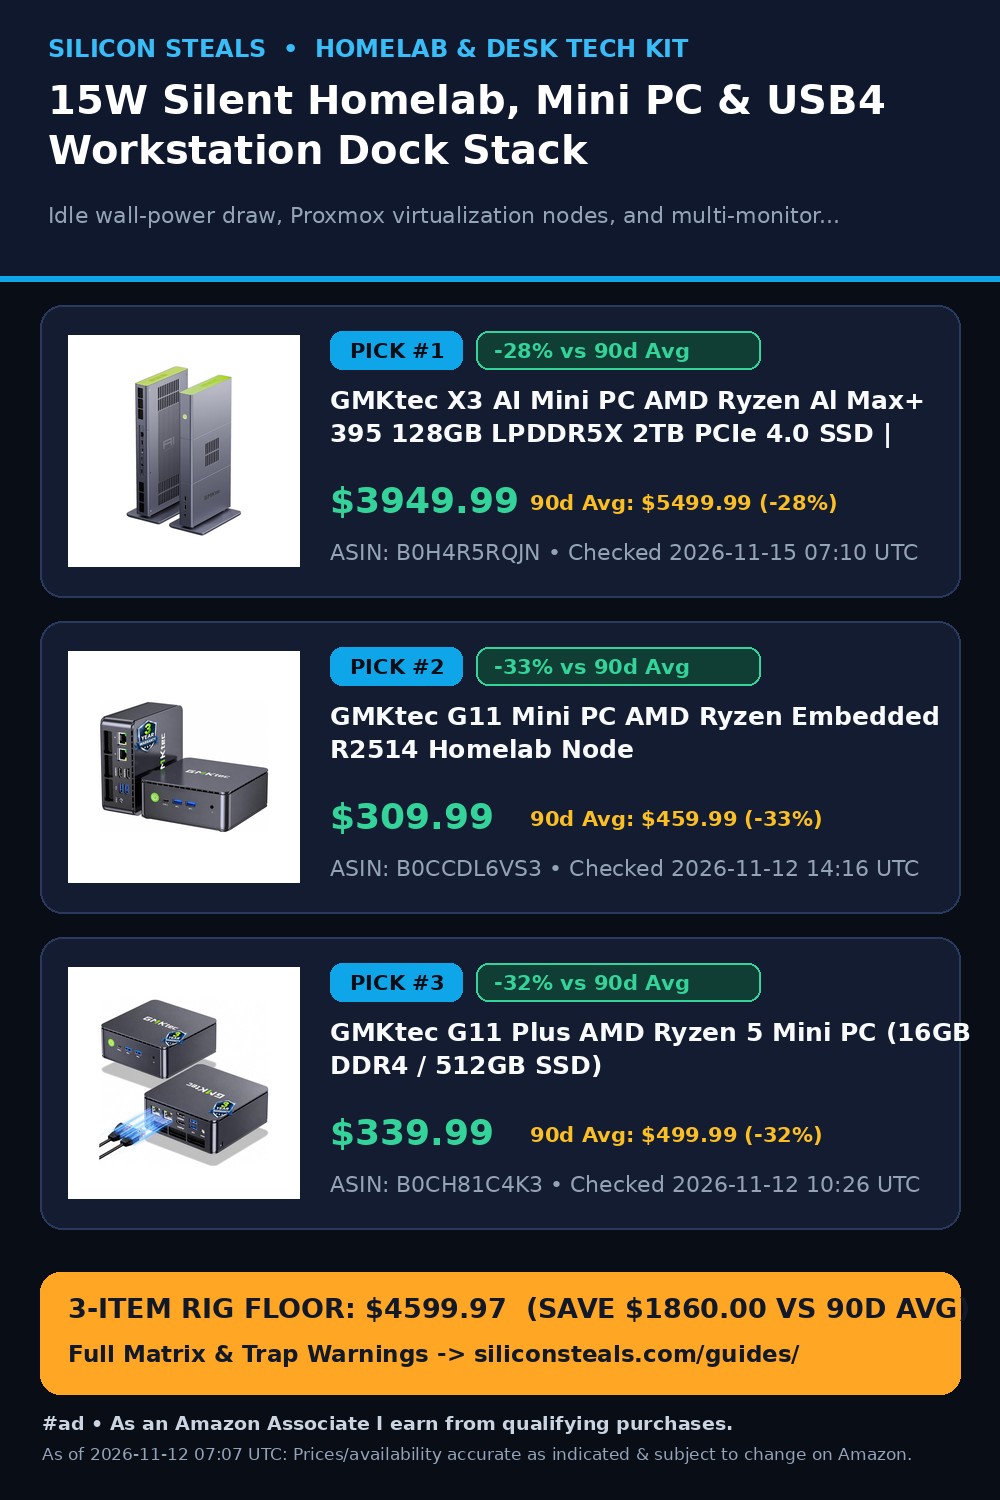 SILICON STEALS • HOMELAB & DESK TECH KIT
15W Silent Homelab, Mini PC & USB4
Workstation Dock Stack
Idle wall-power draw, Proxmox virtualization nodes, and multi-monitor...
PICK #1
-28% vs 90d Avg
GMKtec X3 AI Mini PC AMD Ryzen Al Max+
395 128GB LPDDR5X 2TB PCIe 4.0 SSD |
$3949.99 90d Avg: $5499.99 (-28%)
ASIN: B0H4R5RQJN • Checked 2026-11-15 07:10 UTC
3 YEAR WARRANTY
GMKtec
GMKtec
PICK #2
-33% vs 90d Avg
GMKtec G11 Mini PC AMD Ryzen Embedded
R2514 Homelab Node
$309.99 90d Avg: $459.99 (-33%)
ASIN: B0CCDL6VS3 • Checked 2026-11-12 14:16 UTC
GMKtec
GMKtec
PICK #3
-32% vs 90d Avg
GMKtec G11 Plus AMD Ryzen 5 Mini PC (16GB
DDR4 / 512GB SSD)
$339.99 90d Avg: $499.99 (-32%)
ASIN: B0CH81C4K3 • Checked 2026-11-12 10:26 UTC
3-ITEM RIG FLOOR: $4599.97 (SAVE $1860.00 VS 90D AVG)
Full Matrix & Trap Warnings -> siliconsteals.com/guides/
#ad • As an Amazon Associate I earn from qualifying purchases.
As of 2026-11-12 07:07 UTC: Prices/availability accurate as indicated & subject to change on Amazon.